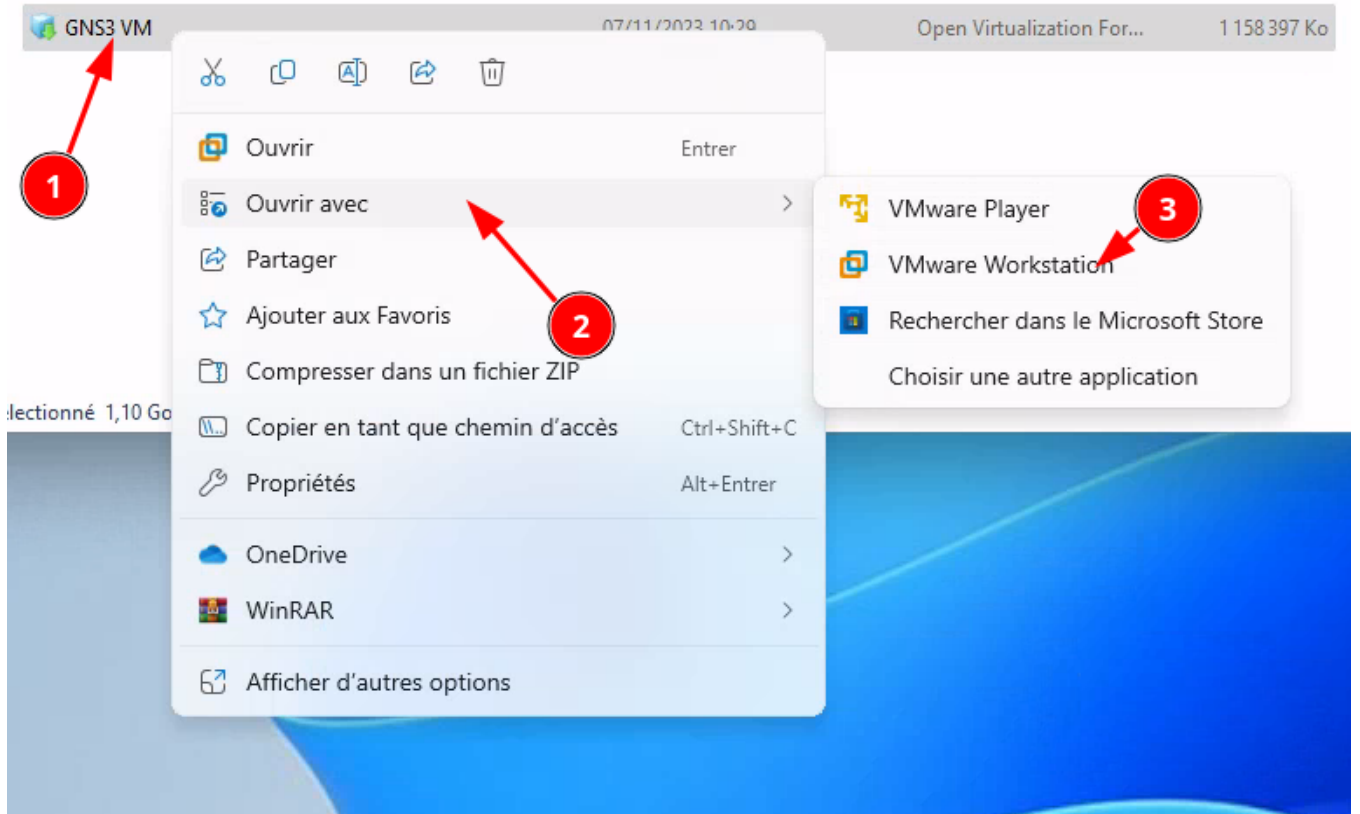 GNS3 VM 07/11/2023 10:29 Open Virtualization For... 1 158 397 Ko
1
Ouvrir Entrer
Ouvrir avec
VMware Player
3
Partager
VMware Workstation
Ajouter aux Favoris
2
Rechercher dans le Microsoft Store
Compresser dans un fichier ZIP
Choisir une autre application
lectionné 1,10 Go
Copier en tant que chemin d'accès Ctrl+Shift+C
Propriétés Alt+Entrer
OneDrive
WinRAR
Afficher d'autres options